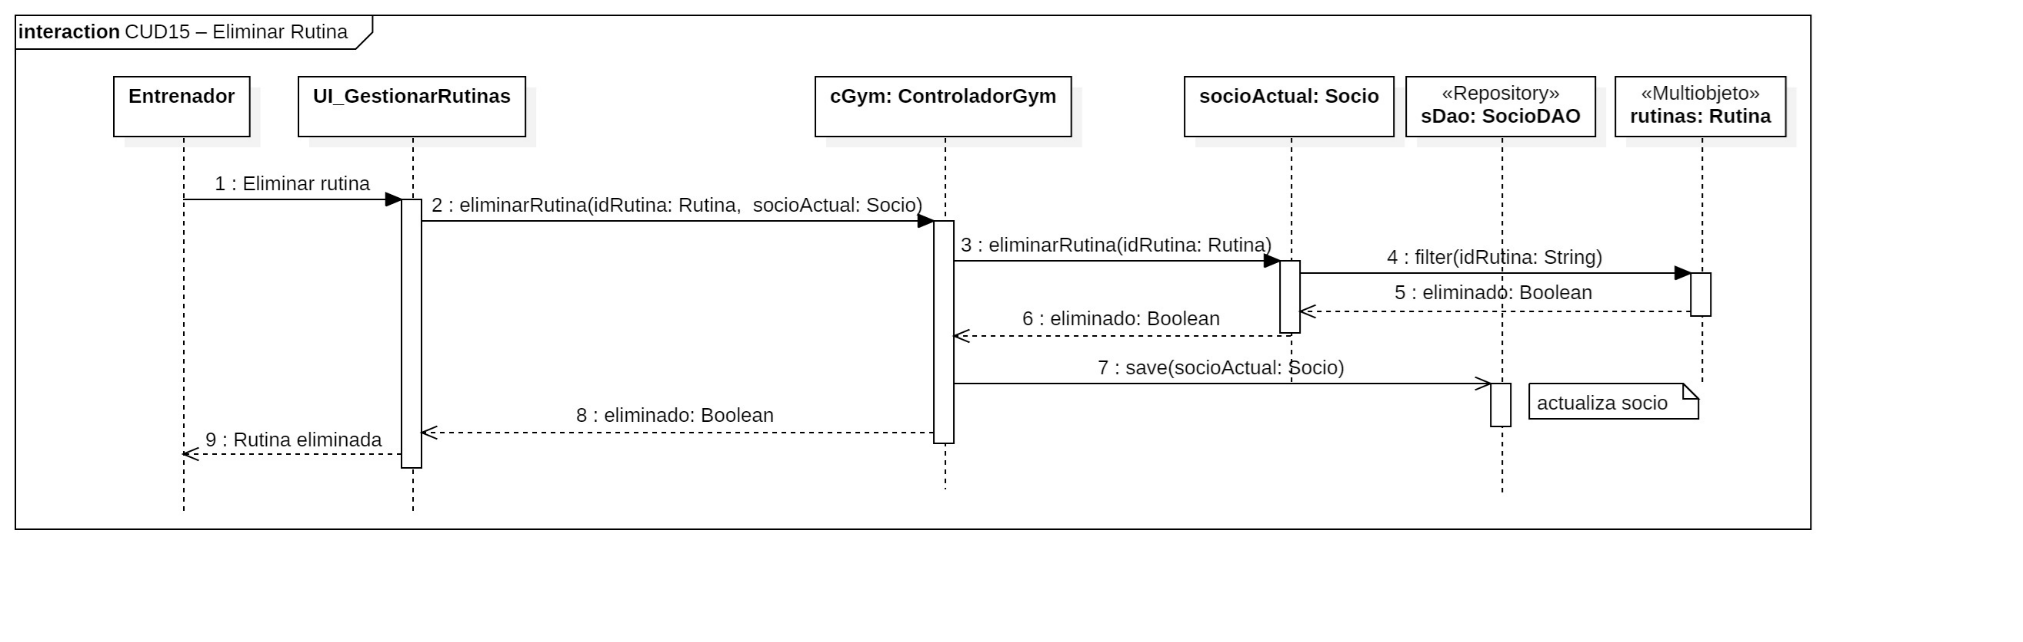 interaction CUD15 – Eliminar Rutina
Entrenador
UI_GestionarRutinas
cGym: ControladorGym
socioActual: Socio
«Repository»
sDao: SocioDAO
«Multiobjeto»
rutinas: Rutina
1 : Eliminar rutina
2 : eliminarRutina(idRutina: Rutina,  socioActual: Socio)
3 : eliminarRutina(idRutina: Rutina)
4 : filter(idRutina: String)
5 : eliminado: Boolean
6 : eliminado: Boolean
7 : save(socioActual: Socio)
actualiza socio
8 : eliminado: Boolean
9 : Rutina eliminada